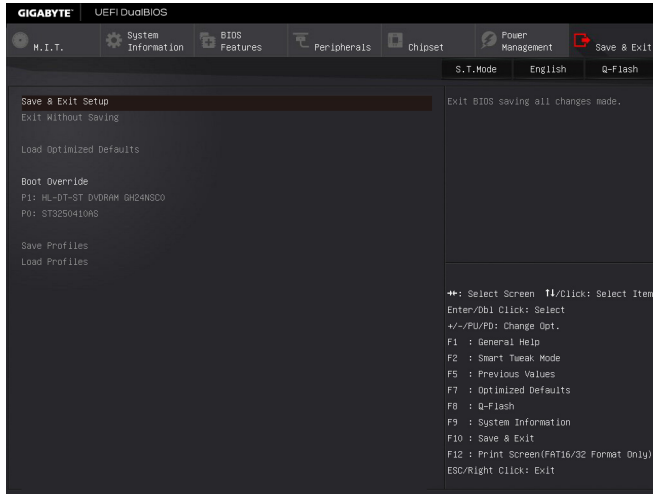 GIGABYTE™ UEFI DualBIOS
M.I.T.
System Information
BIOS Features
Peripherals
Chipset
Power Management
Save & Exit
S.T.Mode English Q-Flash
Save & Exit Setup
Exit Without Saving
Load Optimized Defaults
Boot Override
P1: HL-DT-ST DVDRAM GH24NSC0
P0: ST3250410AS
Save Profiles
Load Profiles
Exit BIOS saving all changes made.
→←: Select Screen ↑↓/Click: Select Item
Enter/Dbl Click: Select
+/-/PU/PD: Change Opt.
F1 : General Help
F2 : Smart Tweak Mode
F5 : Previous Values
F7 : Optimized Defaults
F8 : Q-Flash
F9 : System Information
F10 : Save & Exit
F12 : Print Screen(FAT16/32 Format Only)
ESC/Right Click: Exit